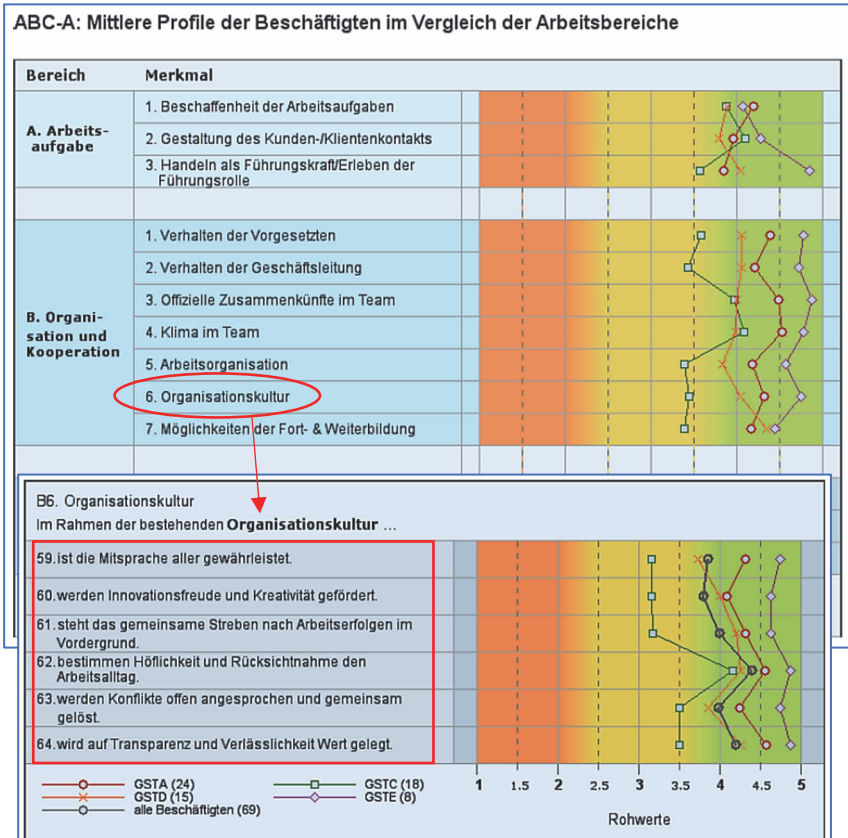 ABC-A: Mittlere Profile der Beschäftigten im Vergleich der Arbeitsbereiche
Bereich Merkmal
A. Arbeits-
aufgabe
1. Beschaffenheit der Arbeitsaufgaben
2. Gestaltung des Kunden-/Klientenkontakts
3. Handeln als Führungskraft/Erleben der
Führungsrolle
B. Organi-
sation und
Kooperation
1. Verhalten der Vorgesetzten
2. Verhalten der Geschäftsleitung
3. Offizielle Zusammenkünfte im Team
4. Klima im Team
5. Arbeitsorganisation
6. Organisationskultur
7. Möglichkeiten der Fort- & Weiterbildung
B6. Organisationskultur
Im Rahmen der bestehenden Organisationskultur ...
59. ist die Mitsprache aller gewährleistet.
60. werden Innovationsfreude und Kreativität gefördert.
61. steht das gemeinsame Streben nach Arbeitserfolgen im
Vordergrund.
62. bestimmen Höflichkeit und Rücksichtnahme den
Arbeitsalltag.
63. werden Konflikte offen angesprochen und gemeinsam
gelöst.
64. wird auf Transparenz und Verlässlichkeit Wert gelegt.
GSTA (24) GSTC (18)
GSTD (15) GSTE (8)
alle Beschäftigten (69)
1 1.5 2 2.5 3 3.5 4 4.5 5
Rohwerte